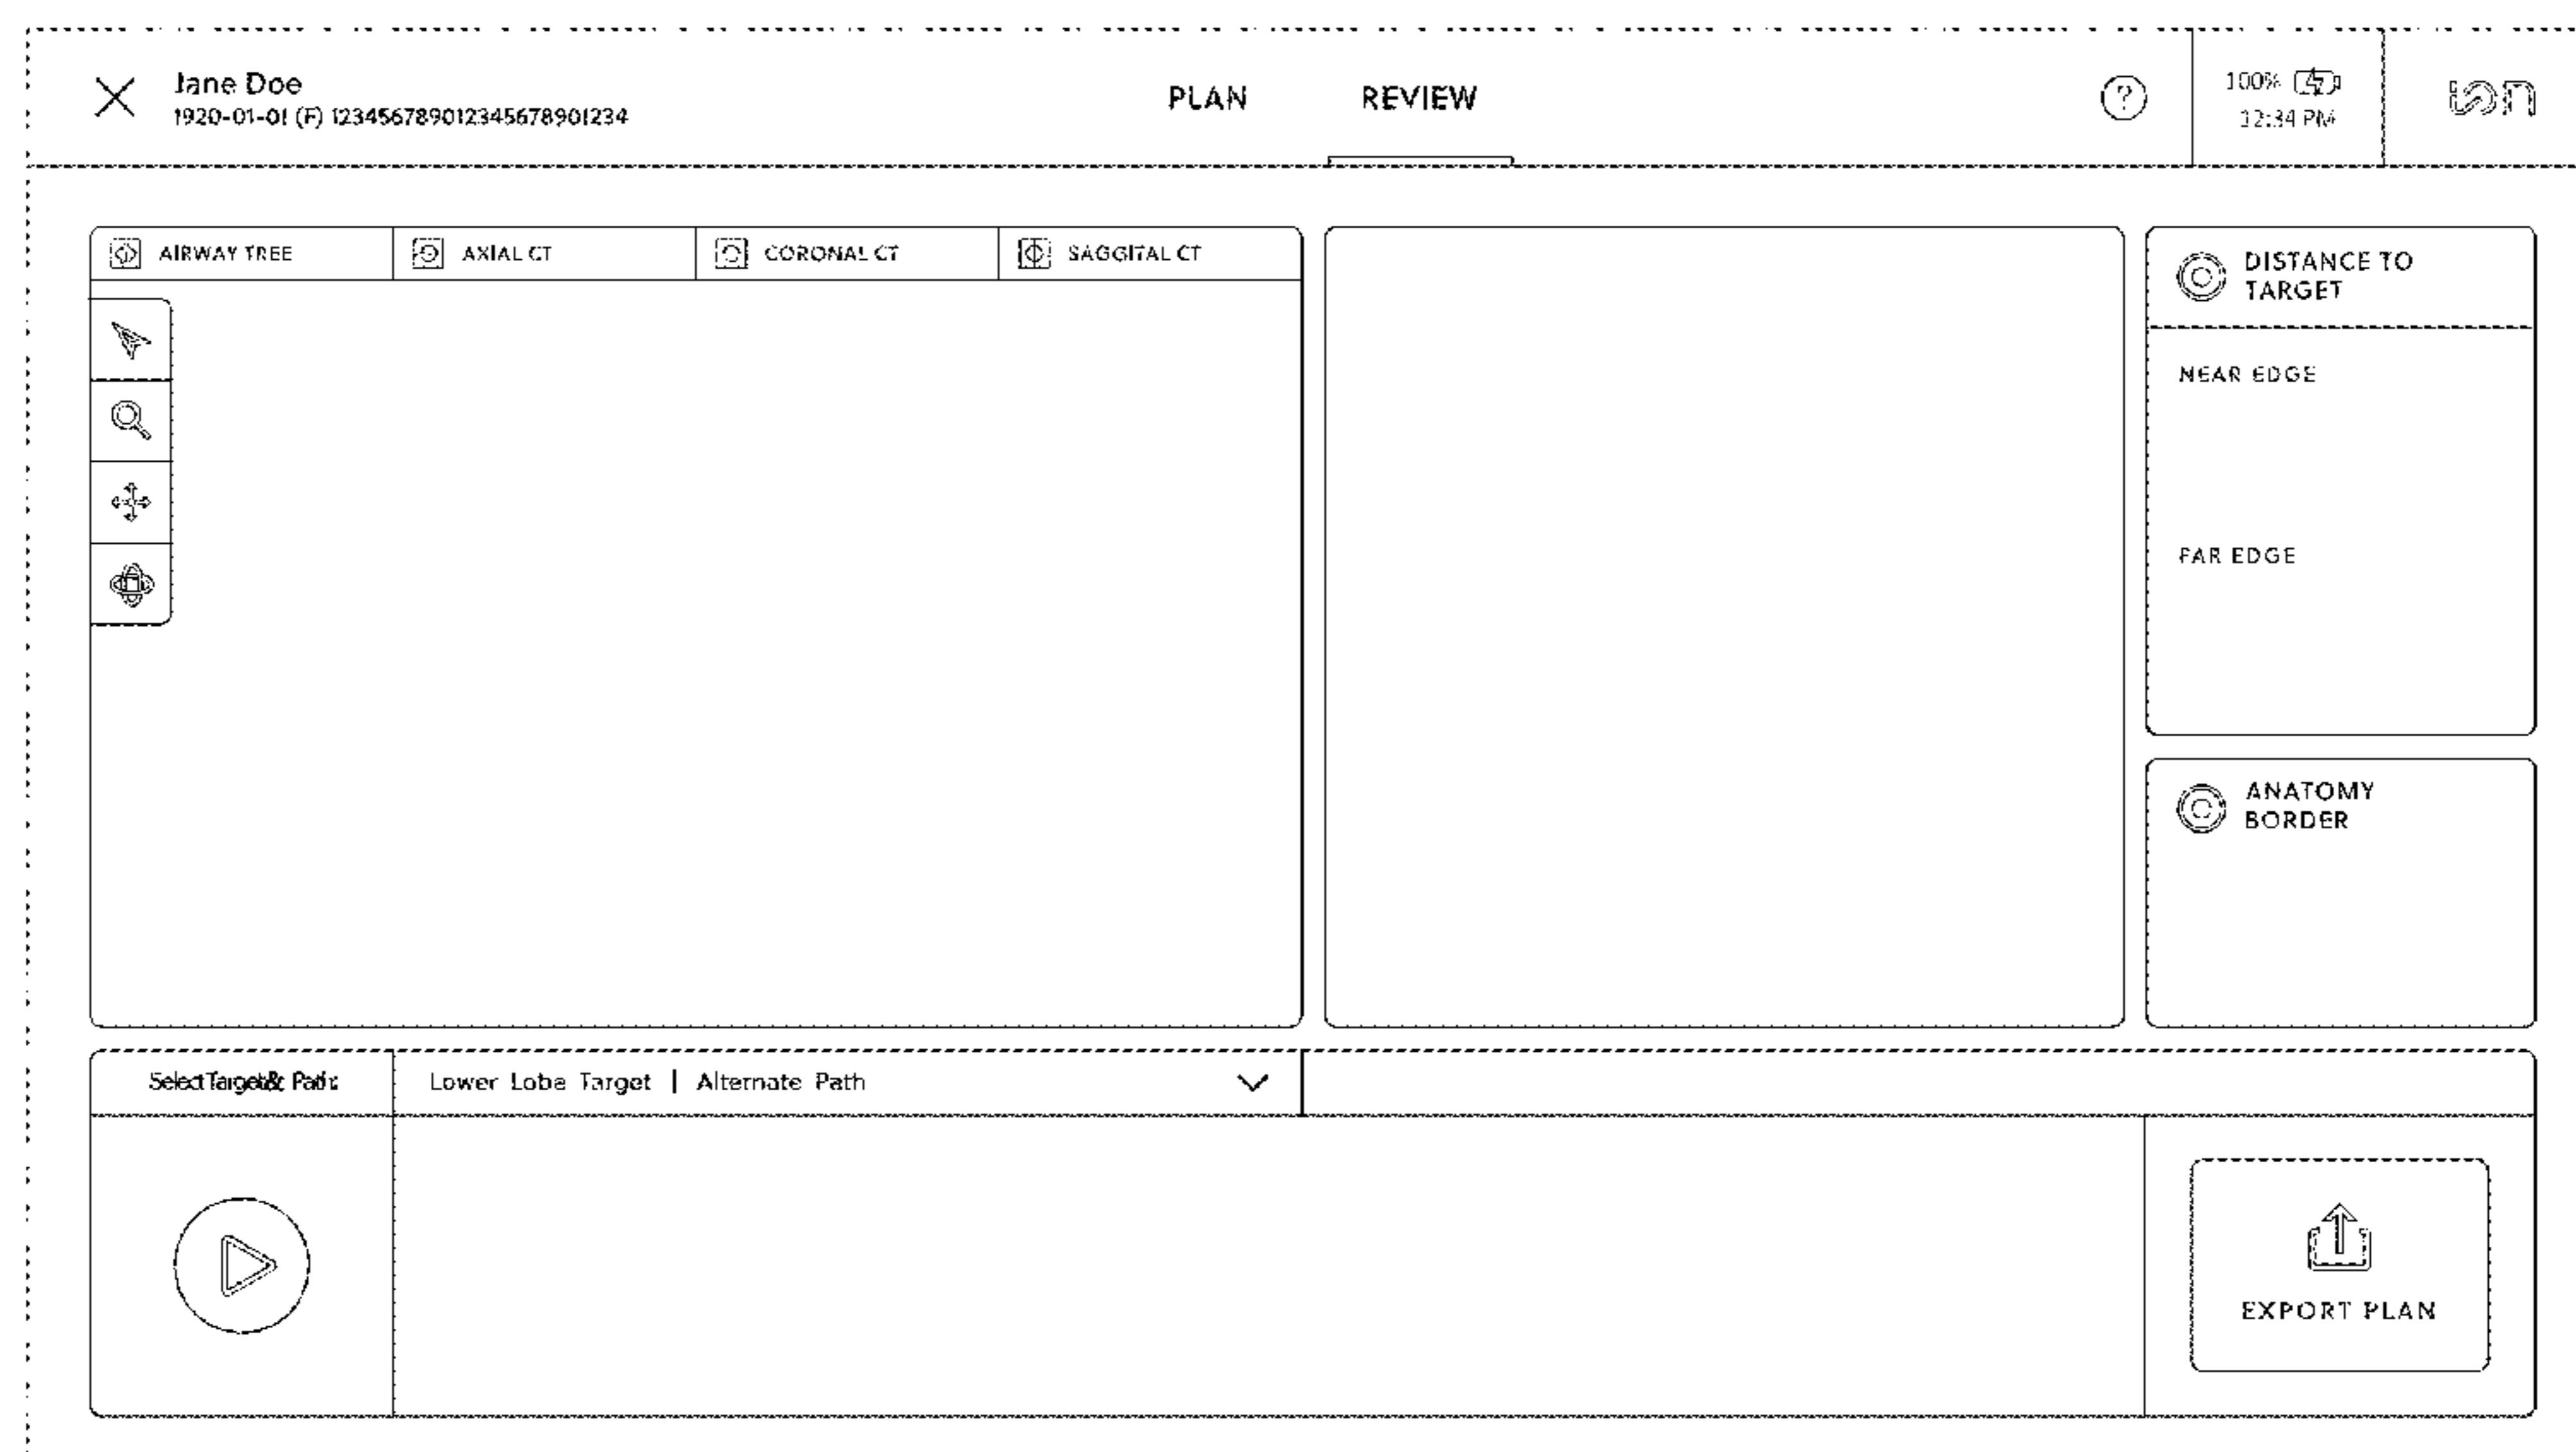 Jane Doe
1920-01-01 (F) 123456789012345678901234
PLAN
REVIEW
?
100%
12:34 PM
AIRWAY TREE
AXIAL CT
CORONAL CT
SAGGITAL CT
DISTANCE TO
TARGET
NEAR EDGE
FAR EDGE
ANATOMY
BORDER
Select Target & Path:
Lower Lobe Target | Alternate Path
EXPORT PLAN